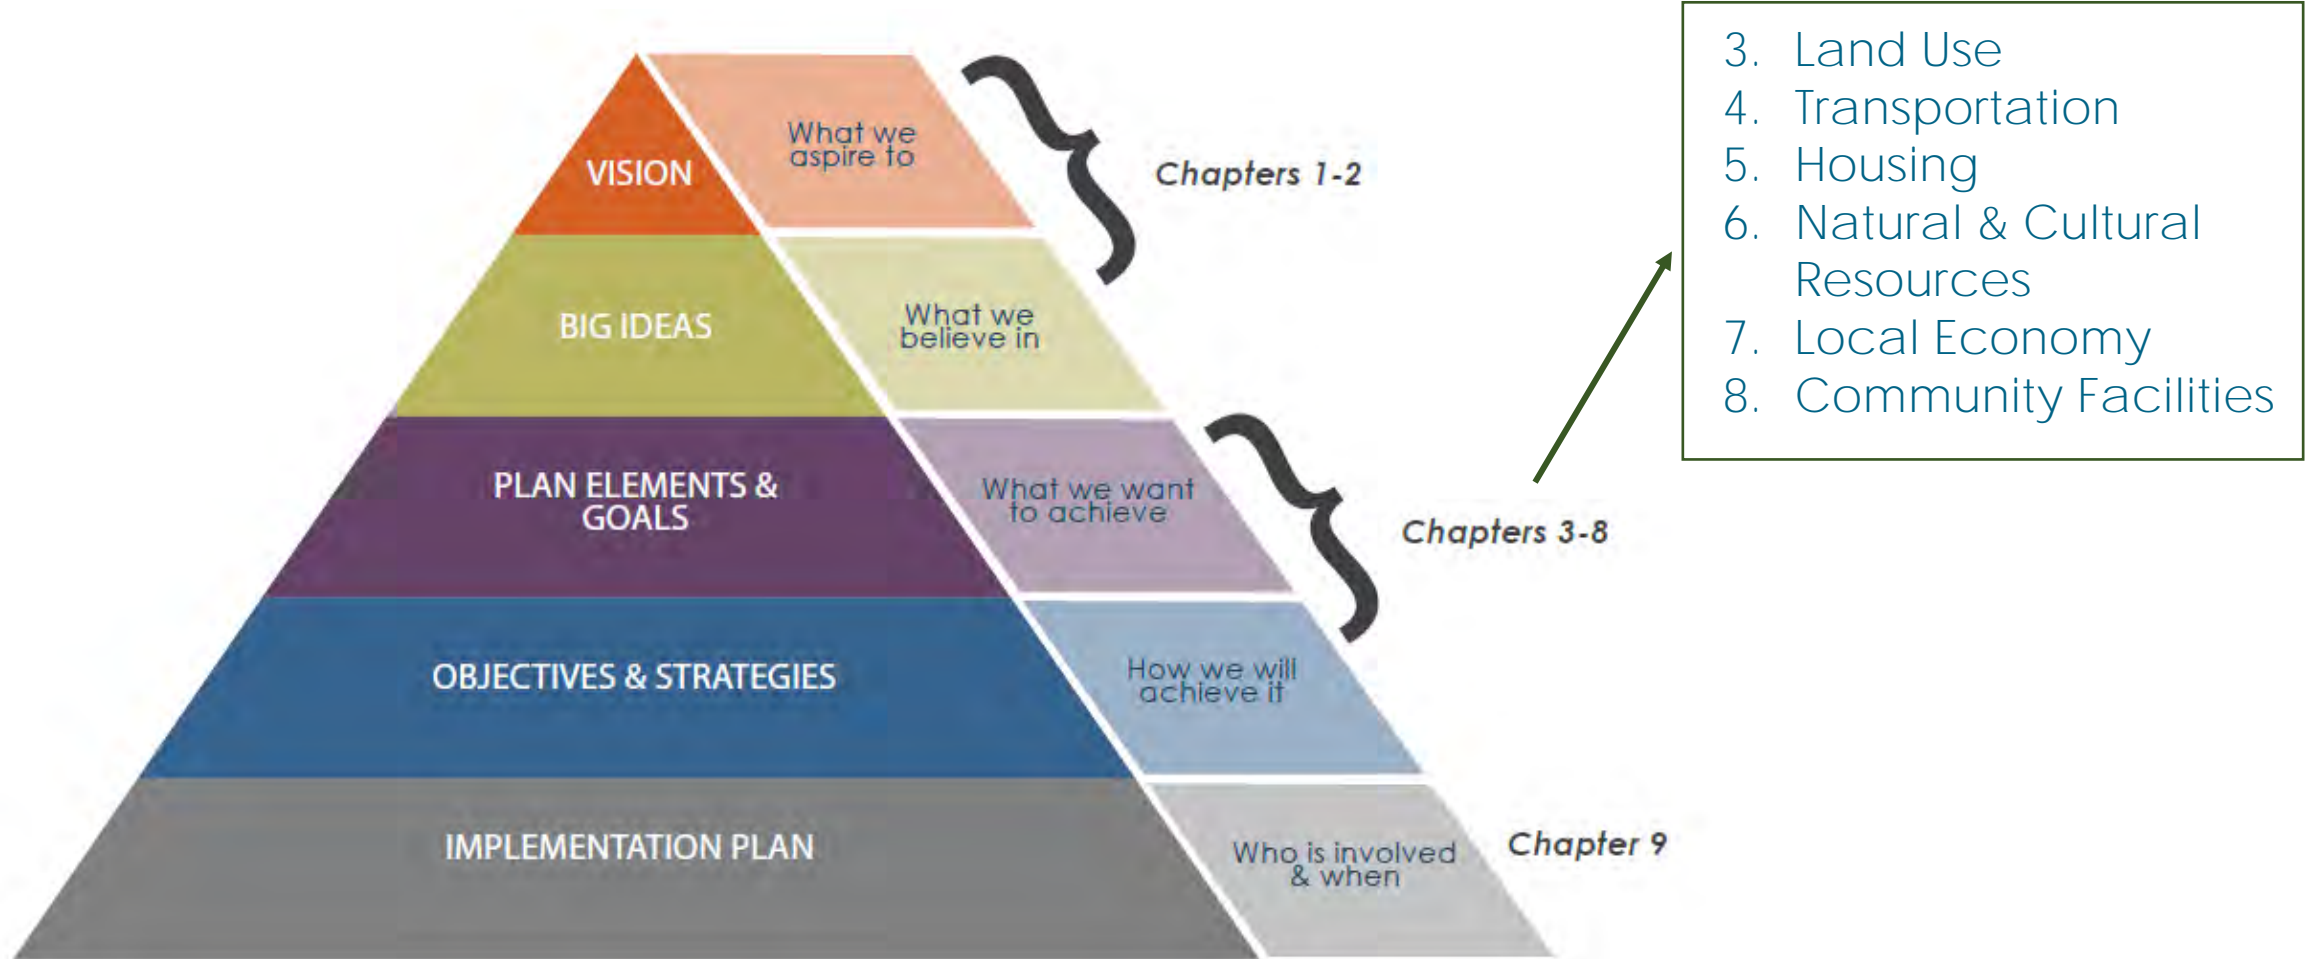 VISION
What we
aspire to
Chapters 1-2
BIG IDEAS
What we
believe in
PLAN ELEMENTS &
GOALS
What we want
to achieve
Chapters 3-8
OBJECTIVES & STRATEGIES
How we will
achieve it
IMPLEMENTATION PLAN
Who is involved
& when
Chapter 9
3. Land Use
4. Transportation
5. Housing
6. Natural & Cultural
Resources
7. Local Economy
8. Community Facilities